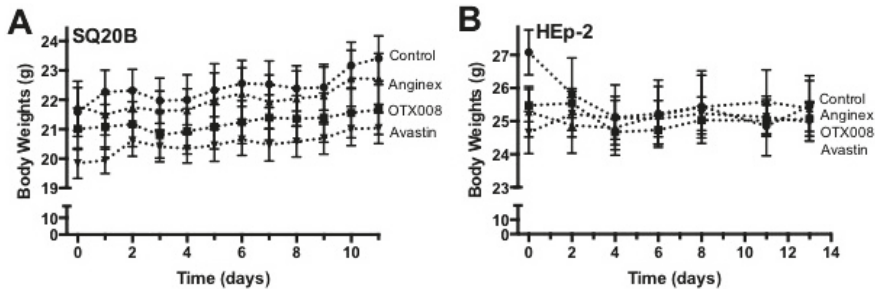 A
SQ20B
Body Weights (g)
24
23
22
21
20
19
10
0
0
2
4
6
8
10
Time (days)
Control
Anginex
OTX008
Avastin
B
HEp-2
Body Weights (g)
27
26
25
24
23
10
0
0
2
4
6
8
10
12
14
Time (days)
Control
Anginex
OTX008
Avastin